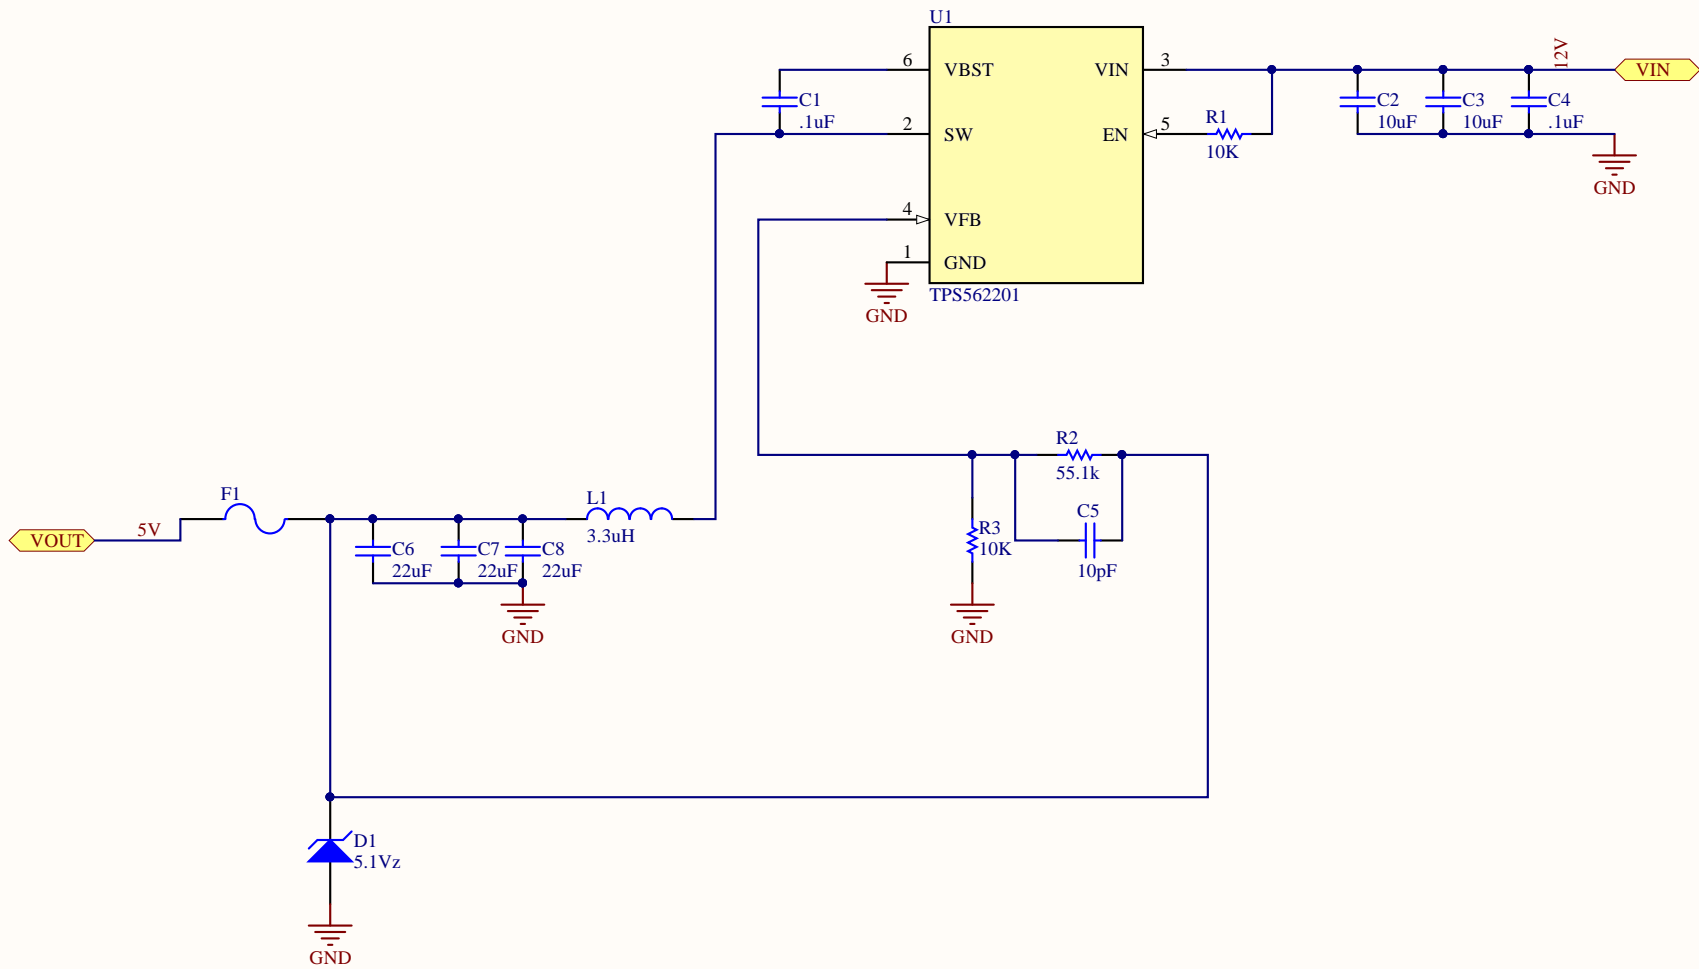 U1
6 VBST VIN 3
12V
VIN
C1
.1uF
2 SW EN 5
R1
10K
C2
10uF
C3
10uF
C4
.1uF
GND
4 VFB
1 GND
TPS562201
GND
R2
55.1k
C5
10pF
R3
10K
GND
F1
VOUT
5V
L1
3.3uH
C6
22uF
C7
22uF
C8
22uF
GND
D1
5.1Vz
GND